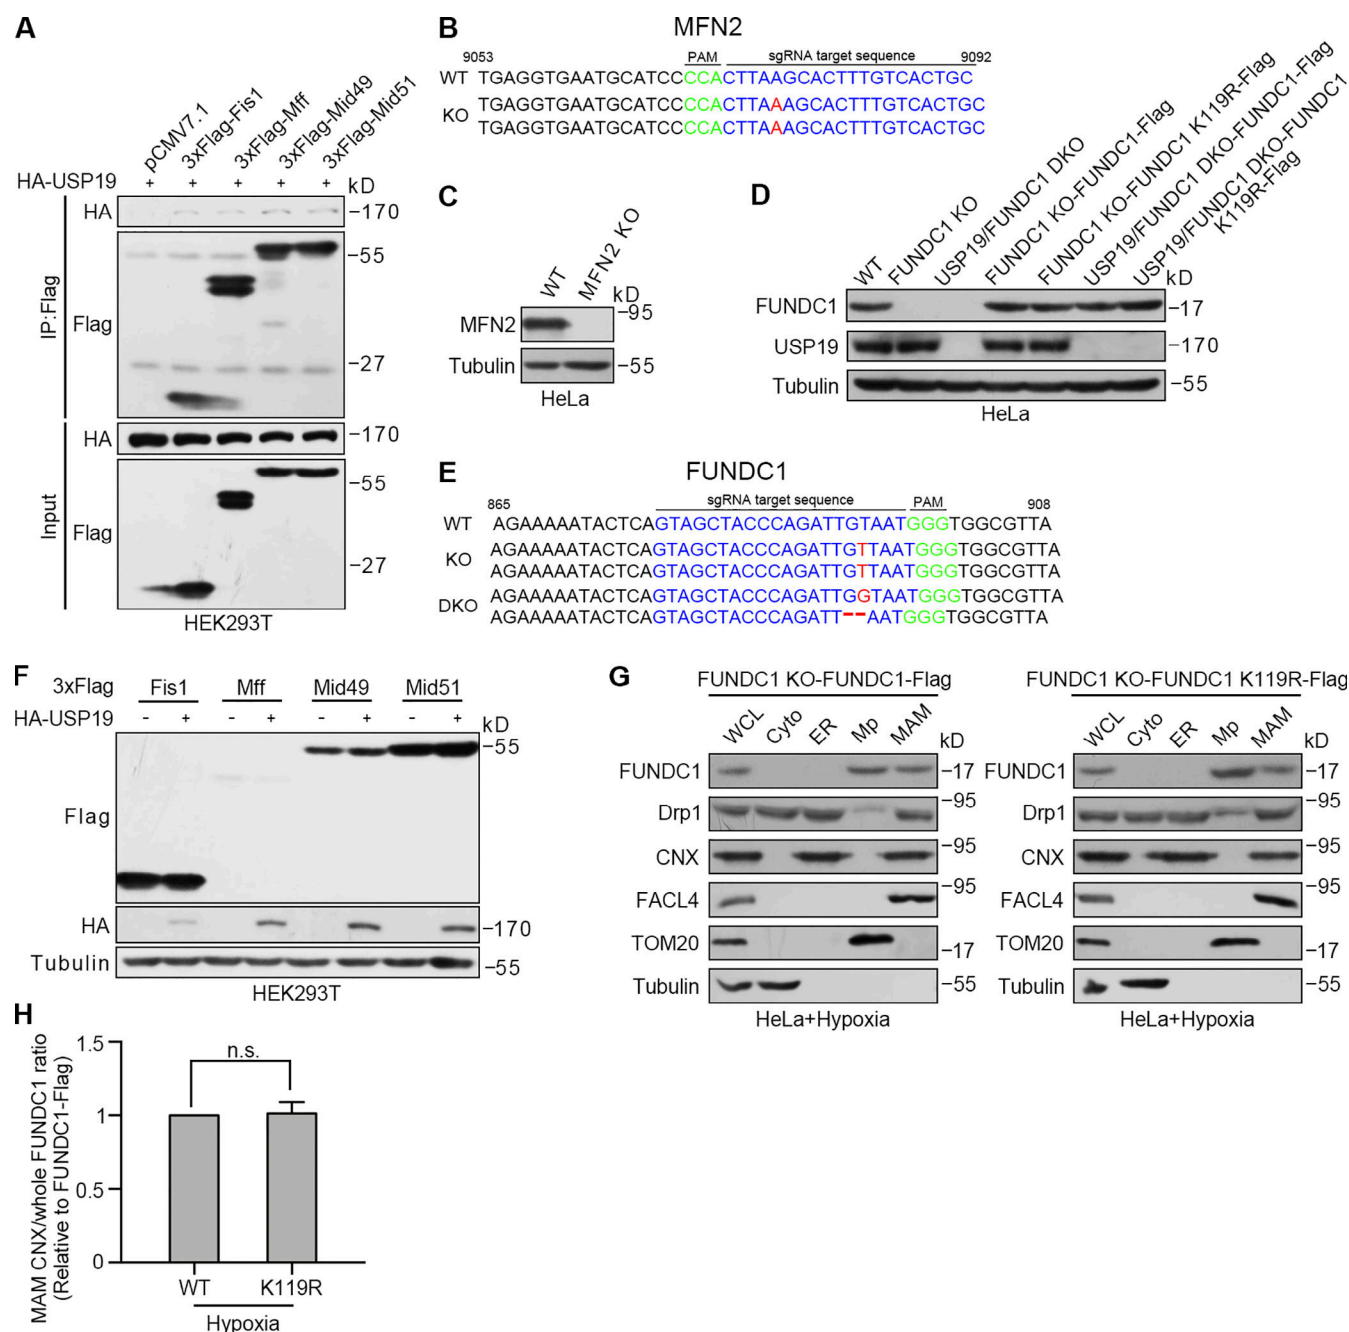 A
pCMV7.1
3xFlag-Fis1
3xFlag-Mff
3xFlag-Mid49
3xFlag-Mid51
HA-USP19 + + + + + kD
IP:Flag
HA -170
Flag
-55
-27
Input
HA -170
Flag
-55
-27
HEK293T
B
MFN2
9053 PAM sgRNA target sequence 9092
WT TGAGGTGAATGCATCCCCACTTAAGCACTTTGTCACTGC
KO
TGAGGTGAATGCATCCCCACTTAAAGCACTTTGTCACTGC
TGAGGTGAATGCATCCCCACTTAAAGCACTTTGTCACTGC
C
WT
MFN2 KO
kD
MFN2 -95
Tubulin -55
HeLa
D
WT
FUNDC1 KO
USP19/FUNDC1 DKO
FUNDC1 KO-FUNDC1-Flag
FUNDC1 KO-FUNDC1 K119R-Flag
USP19/FUNDC1 DKO-FUNDC1-Flag
USP19/FUNDC1 DKO-FUNDC1
K119R-Flag
kD
FUNDC1 -17
USP19 -170
Tubulin -55
HeLa
E
FUNDC1
865 sgRNA target sequence PAM 908
WT AGAAAAATACTCAGTAGCTACCCAGATTGTAATGGGTGGCGTTA
KO
AGAAAAATACTCAGTAGCTACCCAGATTGTTAATGGGTGGCGTTA
AGAAAAATACTCAGTAGCTACCCAGATTGTTAATGGGTGGCGTTA
DKO
AGAAAAATACTCAGTAGCTACCCAGATTGGTAATGGGTGGCGTTA
AGAAAAATACTCAGTAGCTACCCAGATT--AATGGGTGGCGTTA
F
3xFlag Fis1 Mff Mid49 Mid51
HA-USP19 - + - + - + - + kD
Flag
-55
HA -170
Tubulin -55
HEK293T
G
FUNDC1 KO-FUNDC1-Flag
WCL Cyto ER Mp MAM kD
FUNDC1 -17
Drp1 -95
CNX -95
FACL4 -95
TOM20 -17
Tubulin -55
HeLa+Hypoxia
FUNDC1 KO-FUNDC1 K119R-Flag
WCL Cyto ER Mp MAM kD
FUNDC1 -17
Drp1 -95
CNX -95
FACL4 -95
TOM20 -17
Tubulin -55
HeLa+Hypoxia
H
MAM CNX/whole FUNDC1 ratio
(Relative to FUNDC1-Flag)
1.5
1
0.5
0
n.s.
WT K119R
Hypoxia